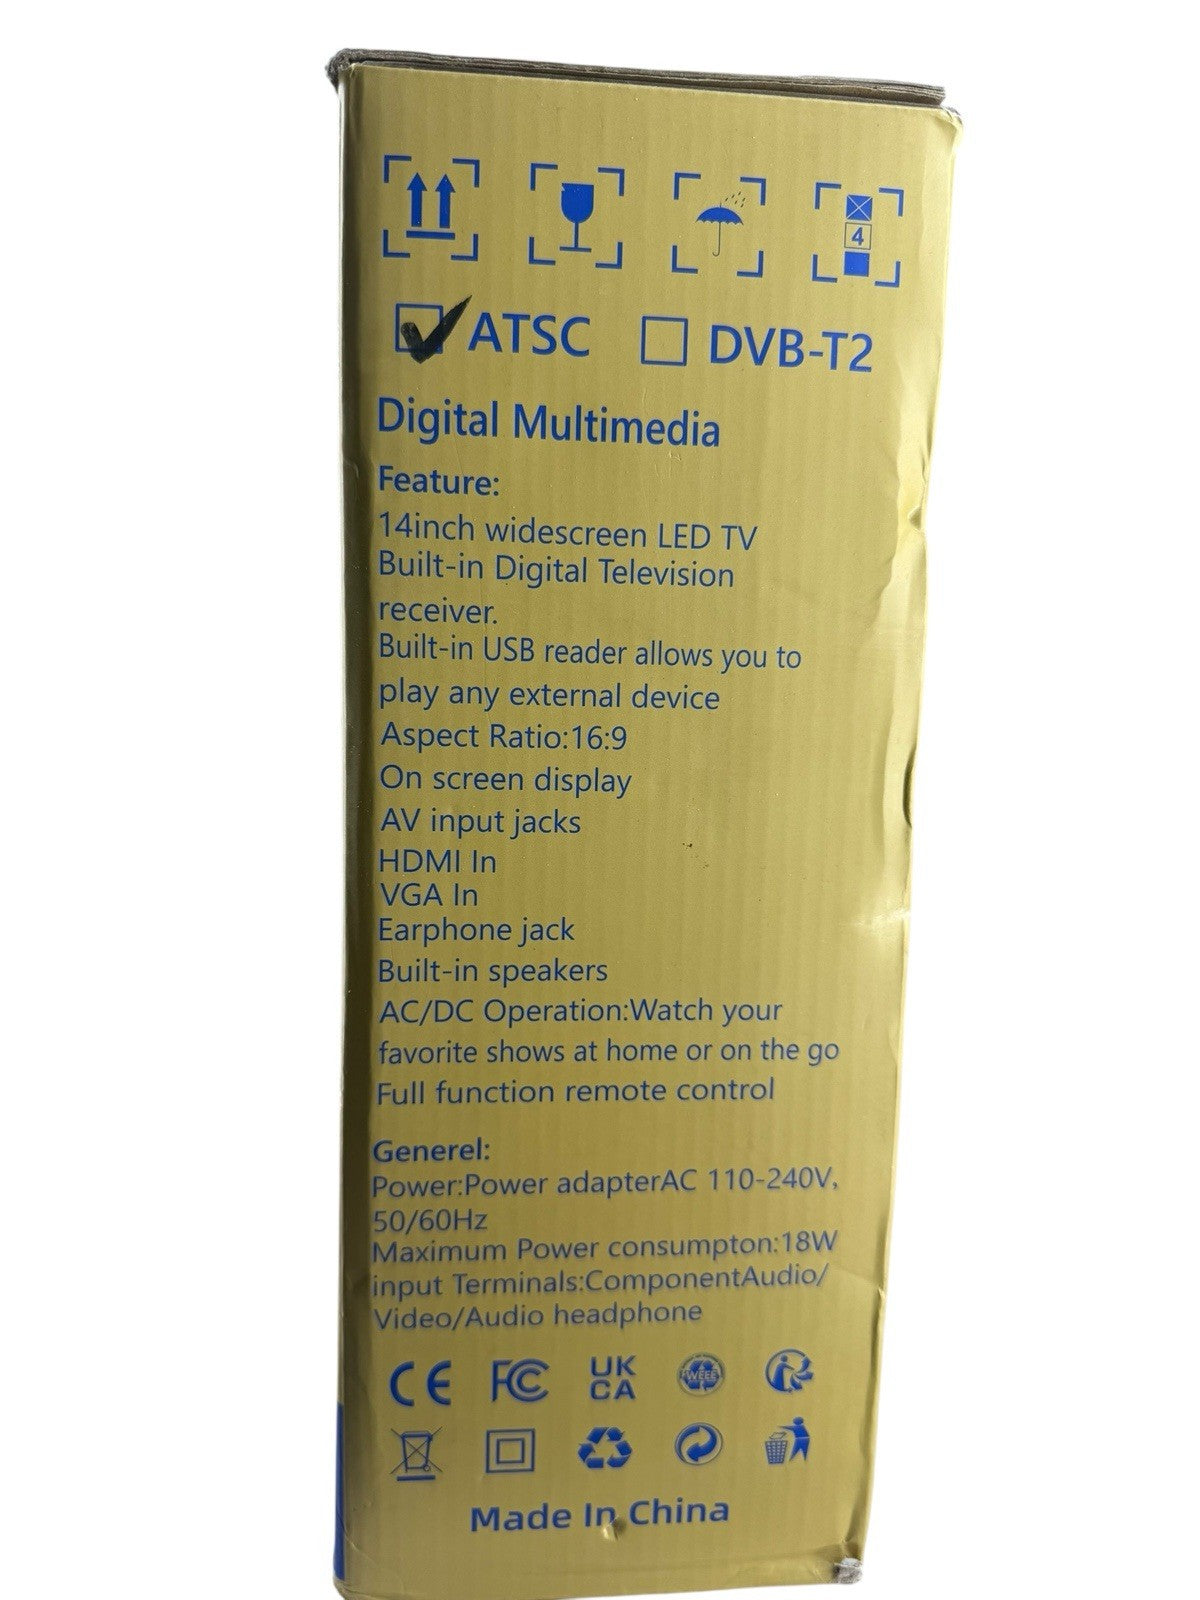 4
ATSC DVB-T2
Digital Multimedia
Feature:
14inch widescreen LED TV
Built-in Digital Television
receiver.
Built-in USB reader allows you to
play any external device
Aspect Ratio:16:9
On screen display
AV input jacks
HDMI In
VGA In
Earphone jack
Built-in speakers
AC/DC Operation:Watch your
favorite shows at home or on the go
Full function remote control
Generel:
Power:Power adapterAC 110-240V,
50/60Hz
Maximum Power consumpton:18W
input Terminals:ComponentAudio/
Video/Audio headphone
CE FC UK
CA WEEE
Made In China